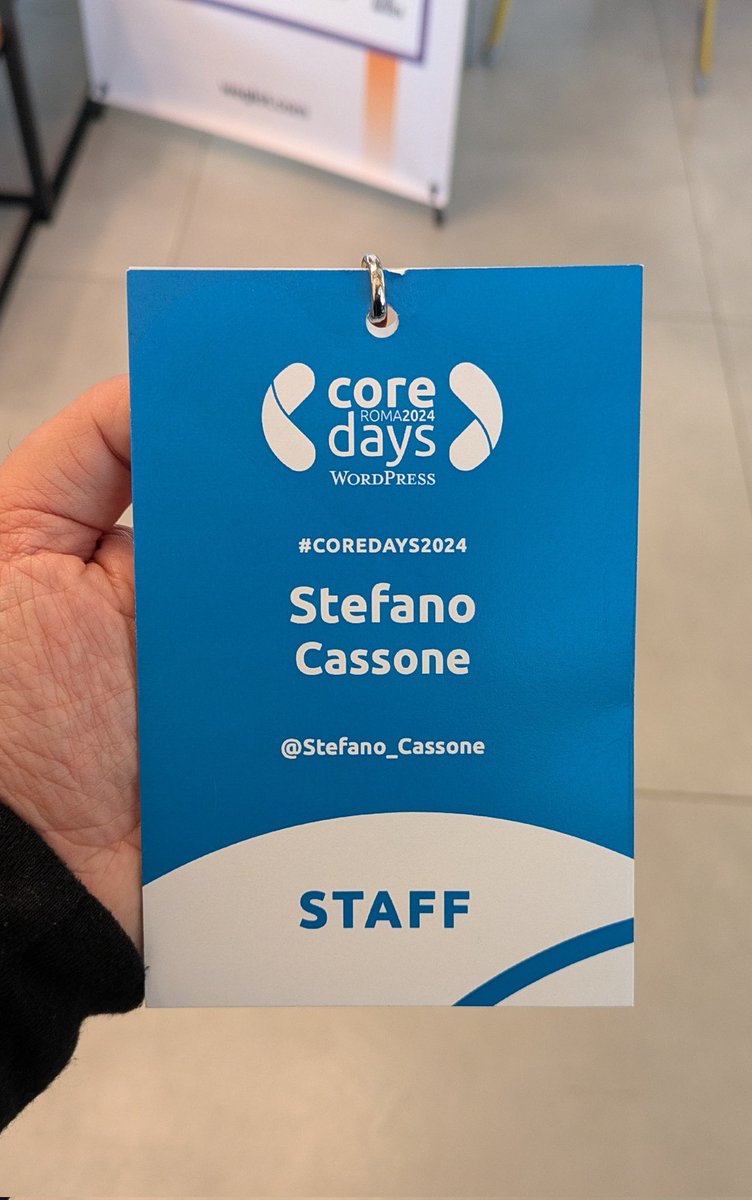 core
ROMA2024
days
WORDPRESS
#COREDAYS2024
Stefano
Cassone
@Stefano_Cassone
STAFF